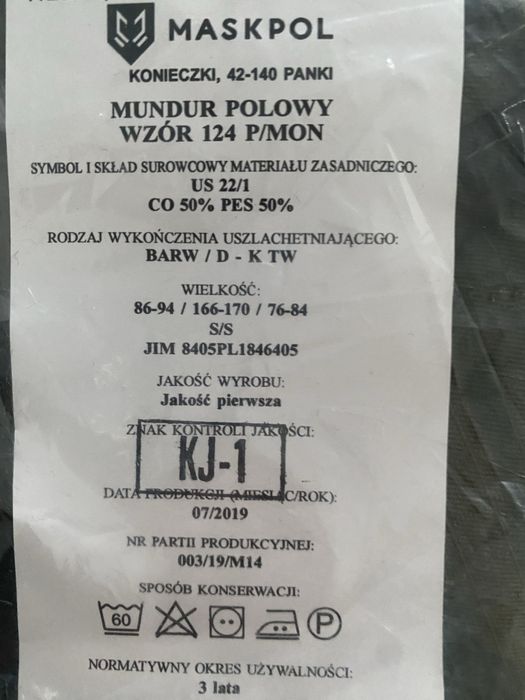 MASKPOL
KONIECZKI, 42-140 PANKI
MUNDUR POLOWY
WZÓR 124 P/MON
SYMBOL I SKŁAD SUROWCOWY MATERIAŁU ZASADNICZEGO:
US 22/1
CO 50% PES 50%
RODZAJ WYKOŃCZENIA USZLACHETNIAJĄCEGO:
BARW / D - K TW
WIELKOŚĆ:
86-94 / 166-170 / 76-84
S/S
JIM 8405PL1846405
JAKOŚĆ WYROBU:
Jakość pierwsza
ZNAK KONTROLI JAKOŚCI:
KJ-1
DATA PRODUKCJI (MIESIĄC/ROK):
07/2019
NR PARTII PRODUKCYJNEJ:
003/19/M14
SPOSÓB KONSERWACJI:
60 P
NORMATYWNY OKRES UŻYWALNOŚCI:
3 lata